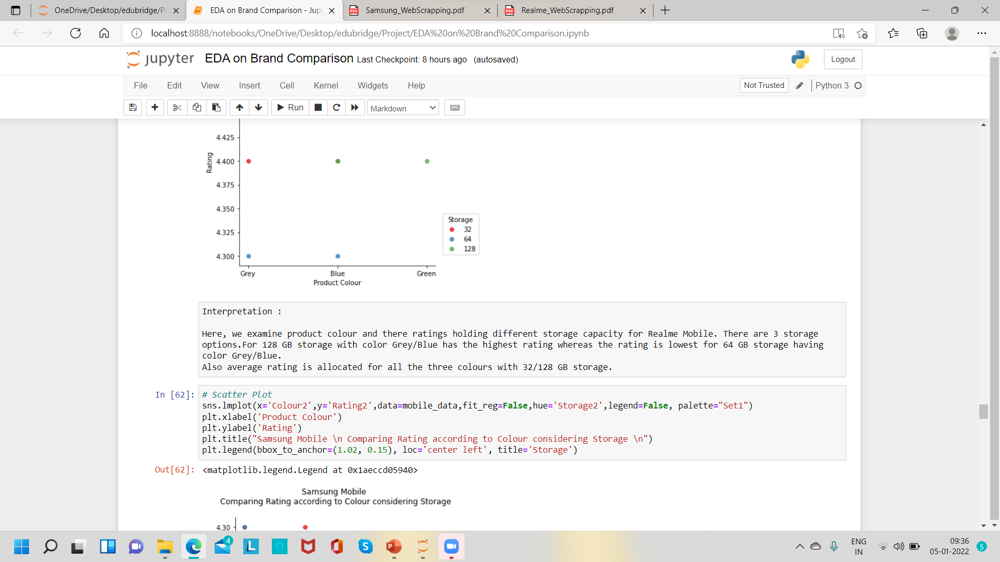 OneDrive/Desktop/edubridge/Pr
EDA on Brand Comparison - Jup
Samsung_WebScrapping.pdf
Realme_WebScrapping.pdf
localhost:8888/notebooks/OneDrive/Desktop/edubridge/Project/EDA%20on%20Brand%20Comparison.ipynb
jupyter EDA on Brand Comparison Last Checkpoint: 8 hours ago (autosaved)
Logout
File Edit View Insert Cell Kernel Widgets Help
Not Trusted
Python 3
Run
Markdown
4.425
4.400
4.375
4.350
4.325
4.300
Rating
Storage
32
64
128
Grey Blue Green
Product Colour
Interpretation :
Here, we examine product colour and there ratings holding different storage capacity for Realme Mobile. There are 3 storage
options.For 128 GB storage with color Grey/Blue has the highest rating whereas the rating is lowest for 64 GB storage having
color Grey/Blue.
Also average rating is allocated for all the three colours with 32/128 GB storage.
In [62]: # Scatter Plot
sns.lmplot(x='Colour2',y='Rating2',data=mobile_data,fit_reg=False,hue='Storage2',legend=False, palette="Set1")
plt.xlabel('Product Colour')
plt.ylabel('Rating')
plt.title("Samsung Mobile \n Comparing Rating according to Colour considering Storage \n")
plt.legend(bbox_to_anchor=(1.02, 0.15), loc='center left', title='Storage')
Out[62]: <matplotlib.legend.Legend at 0x1aeccd05940>
Samsung Mobile
Comparing Rating according to Colour considering Storage
4.30
4
ENG
IN
09:36
05-01-2022
5